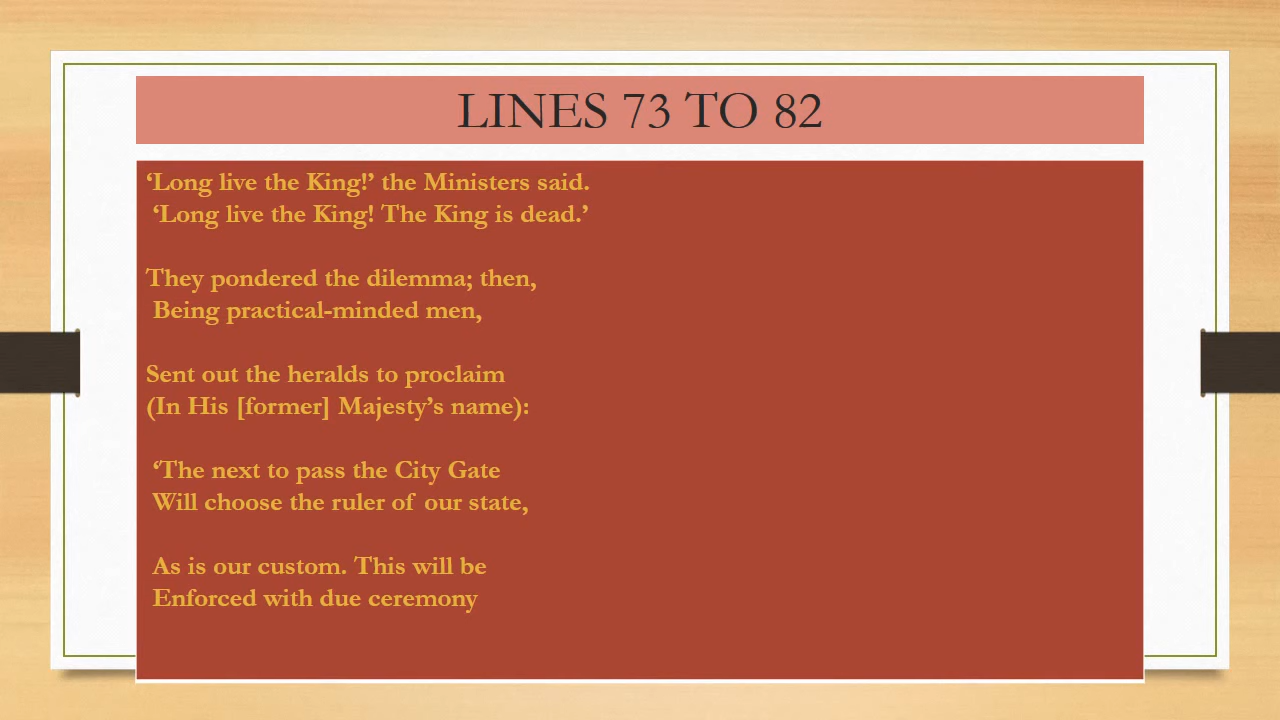 LINES 73 TO 82
‘Long live the King!’ the Ministers said.
‘Long live the King! The King is dead.’
They pondered the dilemma; then,
Being practical-minded men,
Sent out the heralds to proclaim
(In His [former] Majesty’s name):
‘The next to pass the City Gate
Will choose the ruler of our state,
As is our custom. This will be
Enforced with due ceremony